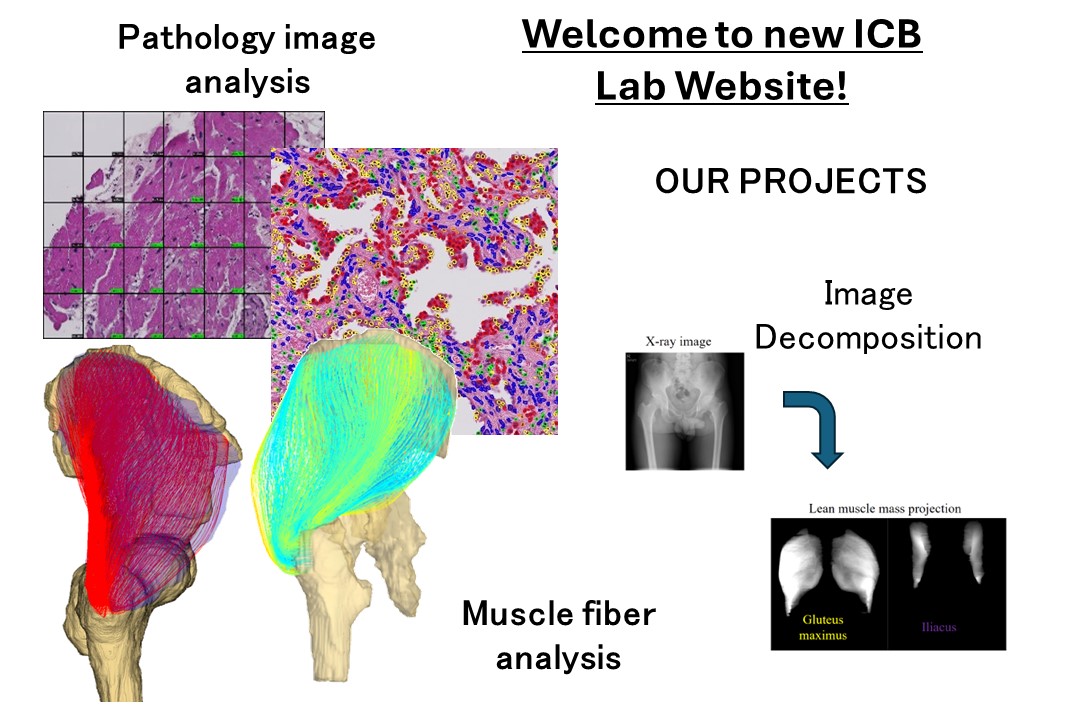 Pathology image
analysis
Welcome to new ICB
Lab Website!
OUR PROJECTS
Image
Decomposition
X-ray image
Lean muscle mass projection
Gluteus
maximus
Iliacus
Muscle fiber
analysis